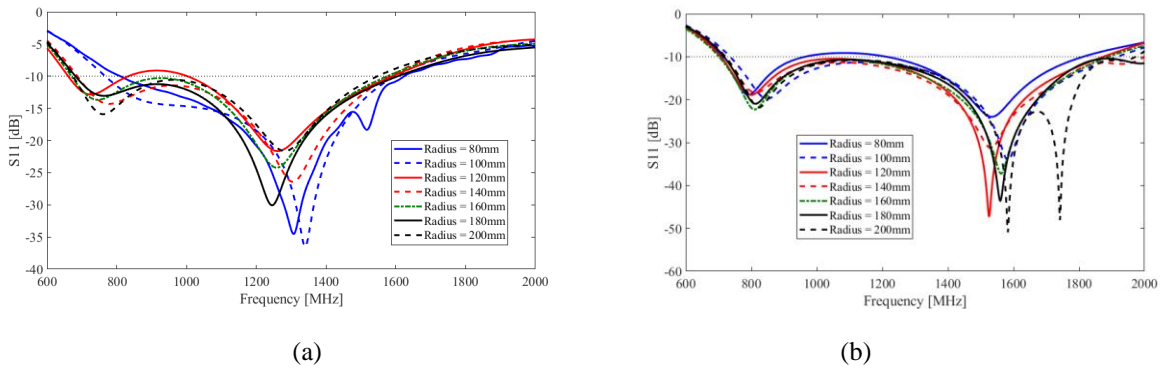 0
-5
-10
-15
-20
-25
-30
-35
-40
S11 [dB]
600 800 1000 1200 1400 1600 1800 2000
Frequency [MHz]
Radius = 80mm
Radius = 100mm
Radius = 120mm
Radius = 140mm
Radius = 160mm
Radius = 180mm
Radius = 200mm
(a)
0
-10
-20
-30
-40
-50
-60
S11 [dB]
600 800 1000 1200 1400 1600 1800 2000
Frequency [MHz]
Radius = 80mm
Radius = 100mm
Radius = 120mm
Radius = 140mm
Radius = 160mm
Radius = 180mm
Radius = 200mm
(b)